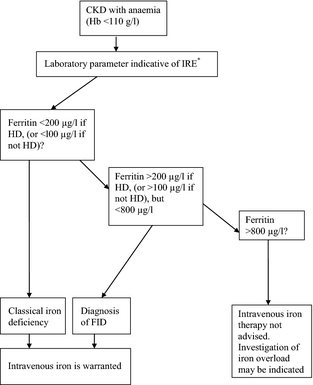 CKD with anaemia
(Hb <110 g/l)
Laboratory parameter indicative of IRE*
Ferritin <200 µg/l if
HD, (or <l00 µg/l if
not HD)?
Ferritin >200 µg/l if
HD, (or >100 µg/l if
not HD), but
<800 µg/l
Ferritin
>800 µg/l?
Classical iron
deficiency
Diagnosis
of FID
Intravenous iron
therapy not
advised.
Investigation of
iron overload
may be indicated
Intravenous iron is warranted